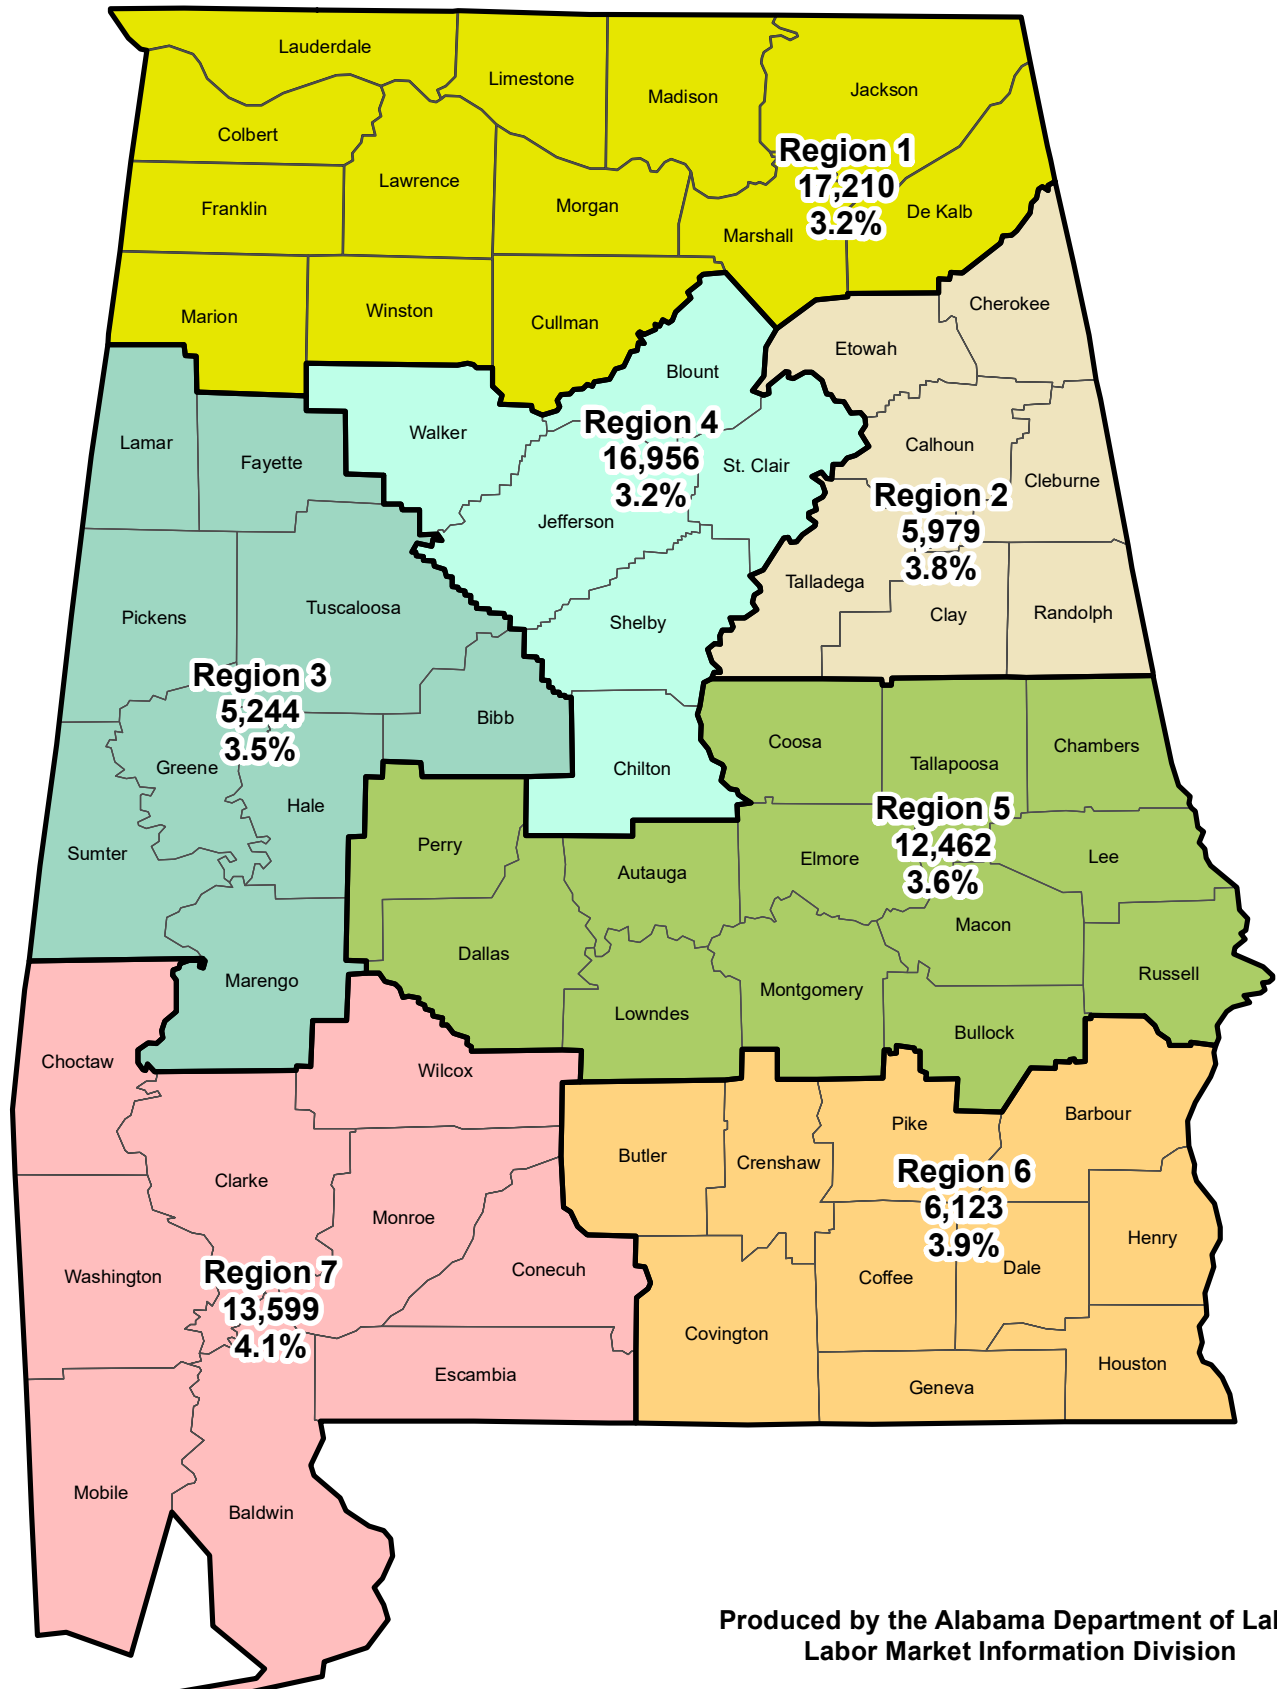 Lauderdale
Limestone
Madison
Jackson
Colbert
Region 1
17,210
3.2%
Lawrence
Franklin
Morgan
De Kalb
Marshall
Marion
Winston
Cullman
Cherokee
Etowah
Blount
Walker
Region 4
16,956
3.2%
Lamar
Fayette
Calhoun
St. Clair
Cleburne
Region 2
5,979
3.8%
Jefferson
Talladega
Tuscaloosa
Pickens
Shelby
Clay
Randolph
Region 3
5,244
3.5%
Bibb
Coosa
Chambers
Tallapoosa
Greene
Chilton
Hale
Region 5
12,462
3.6%
Sumter
Perry
Elmore
Lee
Autauga
Macon
Dallas
Marengo
Montgomery
Russell
Lowndes
Bullock
Choctaw
Wilcox
Barbour
Pike
Butler
Crenshaw
Region 6
6,123
3.9%
Clarke
Monroe
Henry
Washington
Region 7
13,599
4.1%
Conecuh
Coffee
Dale
Covington
Houston
Escambia
Geneva
Mobile
Baldwin
Produced by the Alabama Department of
Labor Market Information Division